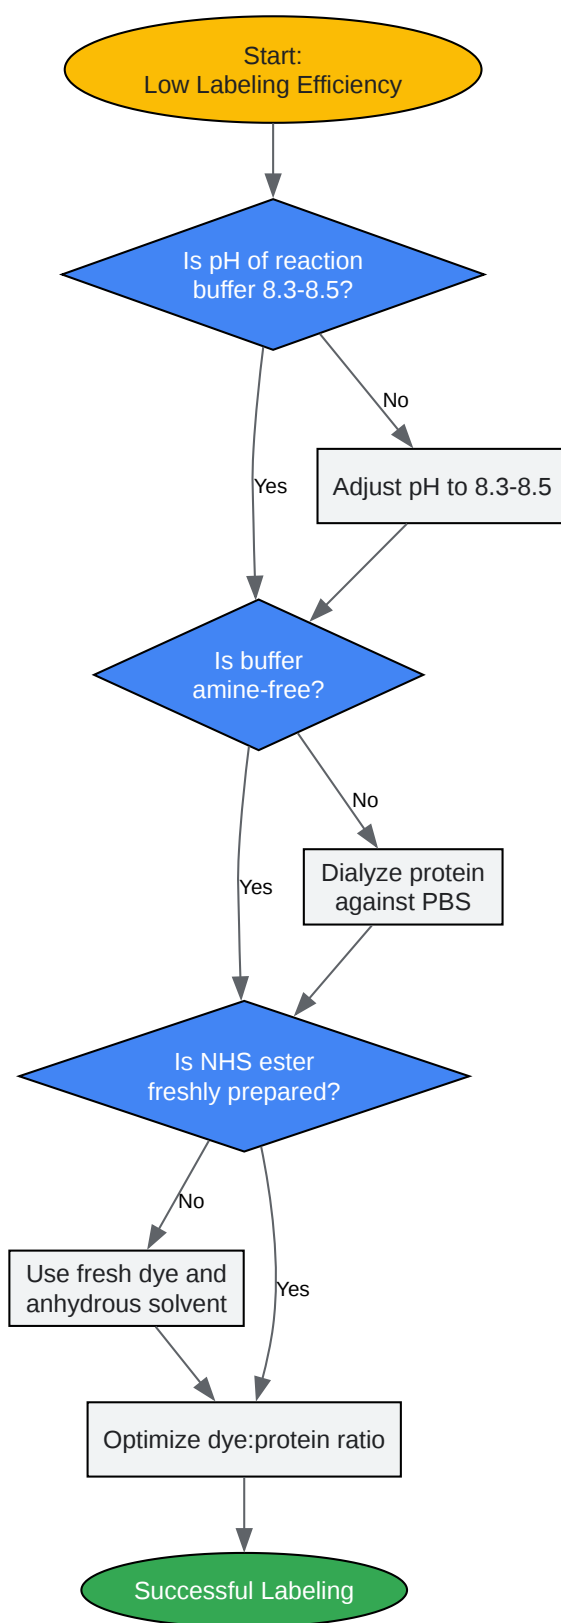 Start:
Low Labeling Efficiency
Is pH of reaction
buffer 8.3-8.5?
No
Yes
Adjust pH to 8.3-8.5
Is buffer
amine-free?
No
Yes
Dialyze protein
against PBS
Is NHS ester
freshly prepared?
No
Yes
Use fresh dye and
anhydrous solvent
Optimize dye:protein ratio
Successful Labeling